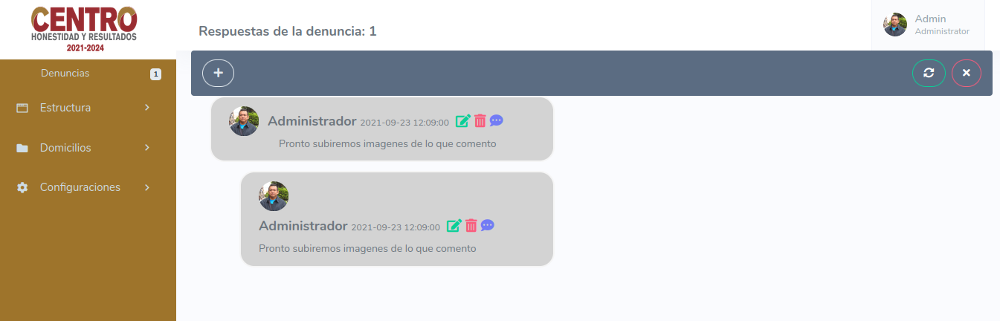 CENTRO
HONESTIDAD Y RESULTADOS
2021-2024
Respuestas de la denuncia: 1
Admin
Administrator
Denuncias 1
Estructura
Domicilios
Configuraciones
Administrador 2021-09-23 12:09:00
Pronto subiremos imagenes de lo que comento
Administrador 2021-09-23 12:09:00
Pronto subiremos imagenes de lo que comento